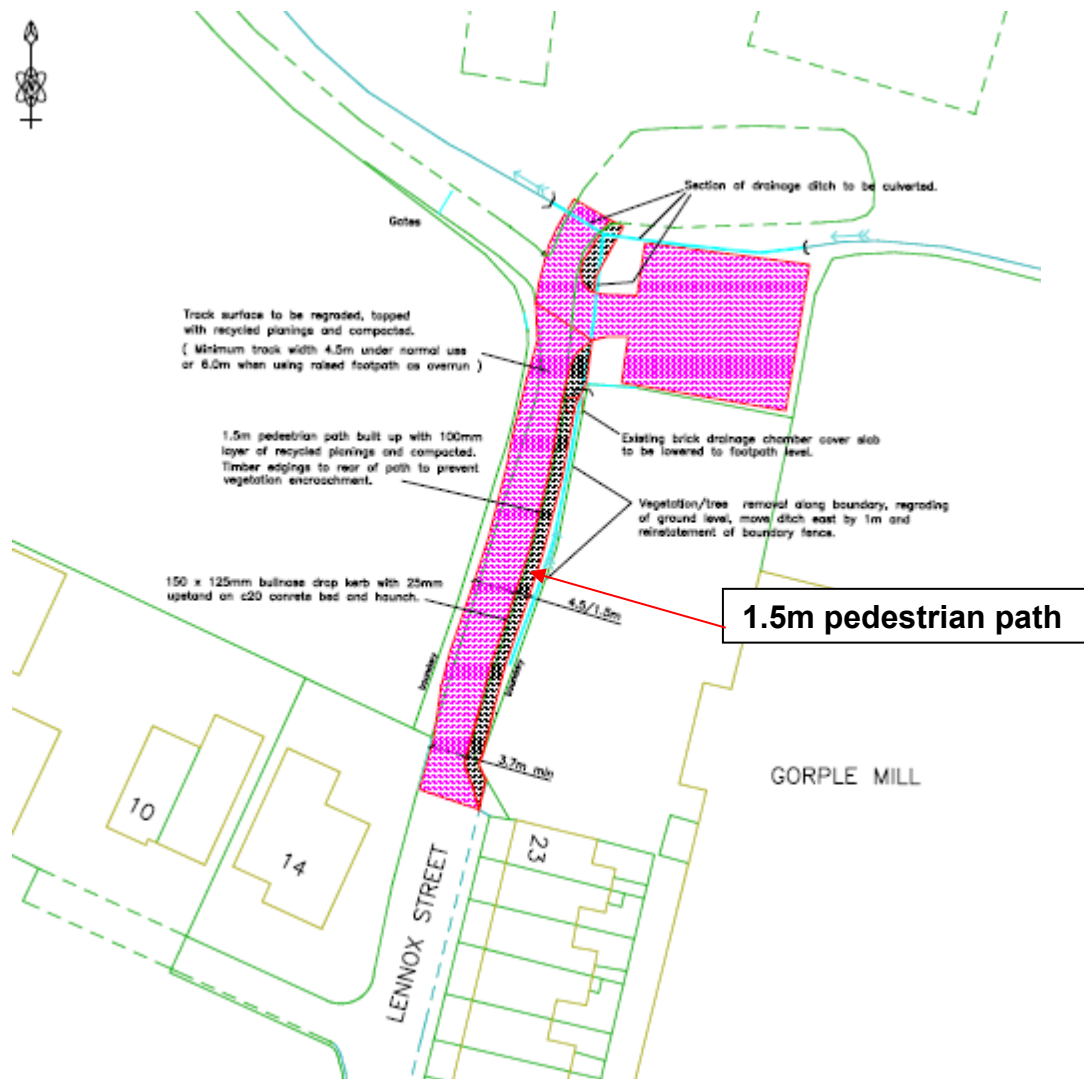 Section of drainage ditch to be culverted.
Gates
Track surface to be regraded, topped
with recycled planings and compacted.
( Minimum track width 4.5m under normal use
or 6.0m when using raised footpath as overrun )
1.5m pedestrian path built up with 100mm
layer of recycled planings and compacted.
Timber edgings to rear of path to prevent
vegetation encroachment.
Existing brick drainage chamber cover slab
to be lowered to footpath level.
Vegetation/tree removal along boundary, regrading
of ground level, move ditch east by 1m and
reinstatement of boundary fence.
150 x 125mm bullnose drop kerb with 25mm
upstand on c20 conrete bed and haunch.
4.5/1.5m
1.5m pedestrian path
boundary
boundary
3.7m min
GORPLE MILL
10
14
23
LENNOX STREET